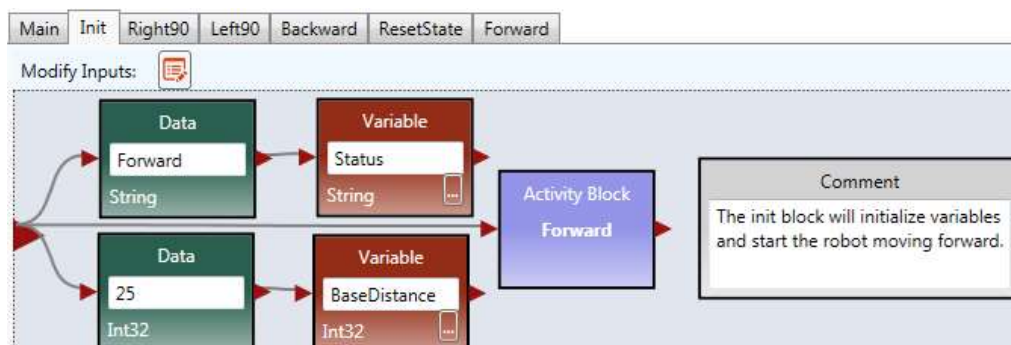 Main Init Right90 Left90 Backward ResetState Forward
Modify Inputs:
Data
Forward
String
Variable
Status
String
...
Data
25
Int32
Variable
BaseDistance
Int32
...
Activity Block
Forward
Comment
The init block will initialize variables
and start the robot moving forward.